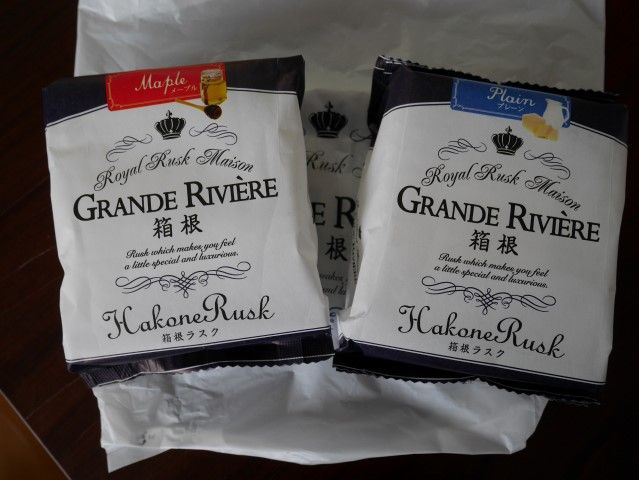 Maple
メープル
Royal Rusk Maison
GRANDE RIVIÈRE
箱根
Rusk which makes you feel
a little special and luxurious.
HakoneRusk
箱根ラスク
Plain
プレーン
Royal Rusk Maison
GRANDE RIVIÈRE
箱根
Rusk which makes you feel
a little special and luxurious.
HakoneRusk
箱根ラスク